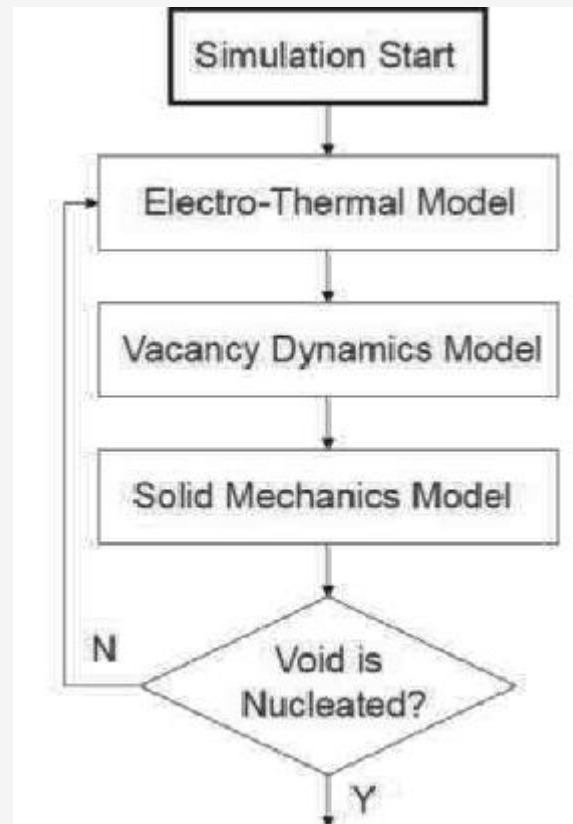 Simulation Start
Electro-Thermal Model
Vacancy Dynamics Model
Solid Mechanics Model
N
Void is
Nucleated?
Y